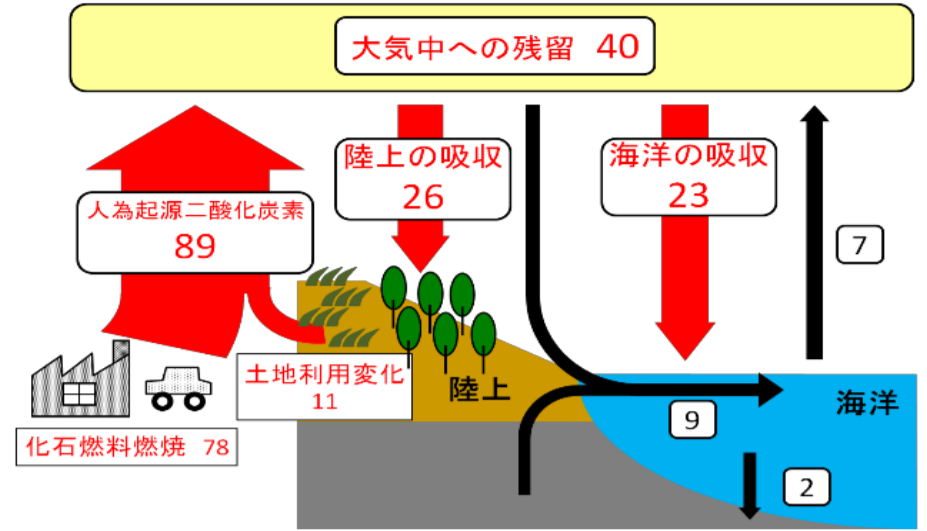 大気中への残留 40
陸上の吸収
26
海洋の吸収
23
人為起源二酸化炭素
89
7
土地利用変化
11
陸上
海洋
9
化石燃料燃焼 78
2